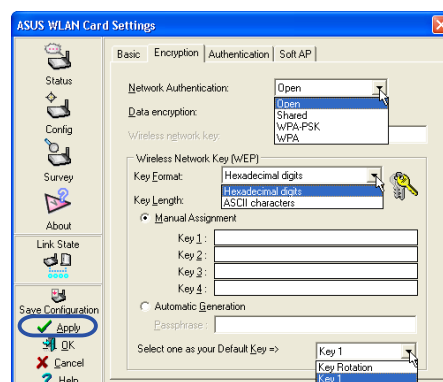 ASUS WLAN Card Settings
Status
Config
Survey
About
Link State
Save Configuration
Apply
OK
Cancel
Help
Basic Encryption Authentication Soft AP
Network Authentication: Open
Open
Shared
WPA-PSK
WPA
Data encryption:
Wireless network key:
Wireless Network Key (WEP)
Key Format: Hexadecimal digits
Hexadecimal digits
ASCII characters
Key Length:
Manual Assignment
Key 1 :
Key 2 :
Key 3 :
Key 4 :
Automatic Generation
Passphrase :
Select one as your Default Key => Key 1
Key Rotation
Key 1